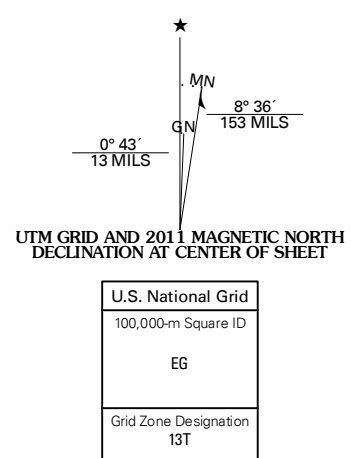 ★
MN
GN
8° 36´
153 MILS
0° 43´
13 MILS
UTM GRID AND 2011 MAGNETIC NORTH
DECLINATION AT CENTER OF SHEET
U.S. National Grid
100,000-m Square ID
EG
Grid Zone Designation
13T